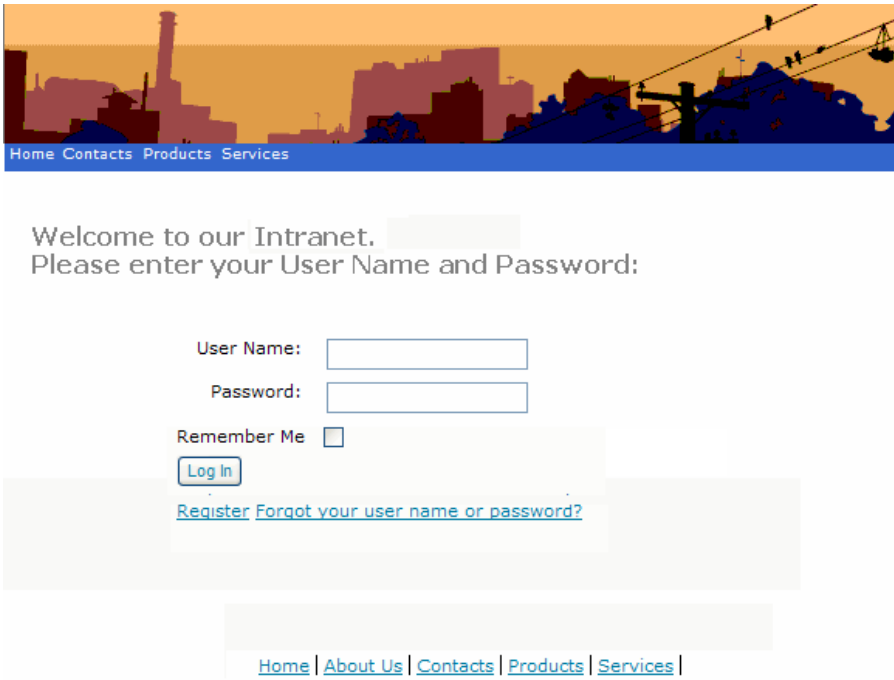 Home Contacts Products Services
Welcome to our Intranet.
Please enter your User Name and Password:
User Name:
Password:
Remember Me
Log In
Register Forgot your user name or password?
Home | About Us | Contacts | Products | Services |